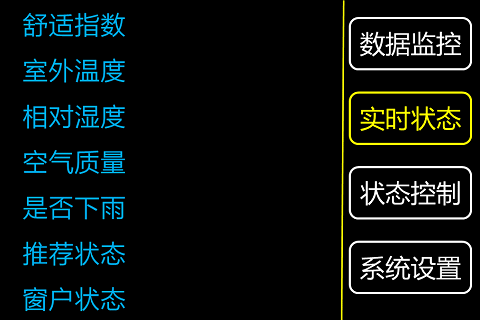 舒适指数
室外温度
相对湿度
空气质量
是否下雨
推荐状态
窗户状态
数据监控
实时状态
状态控制
系统设置